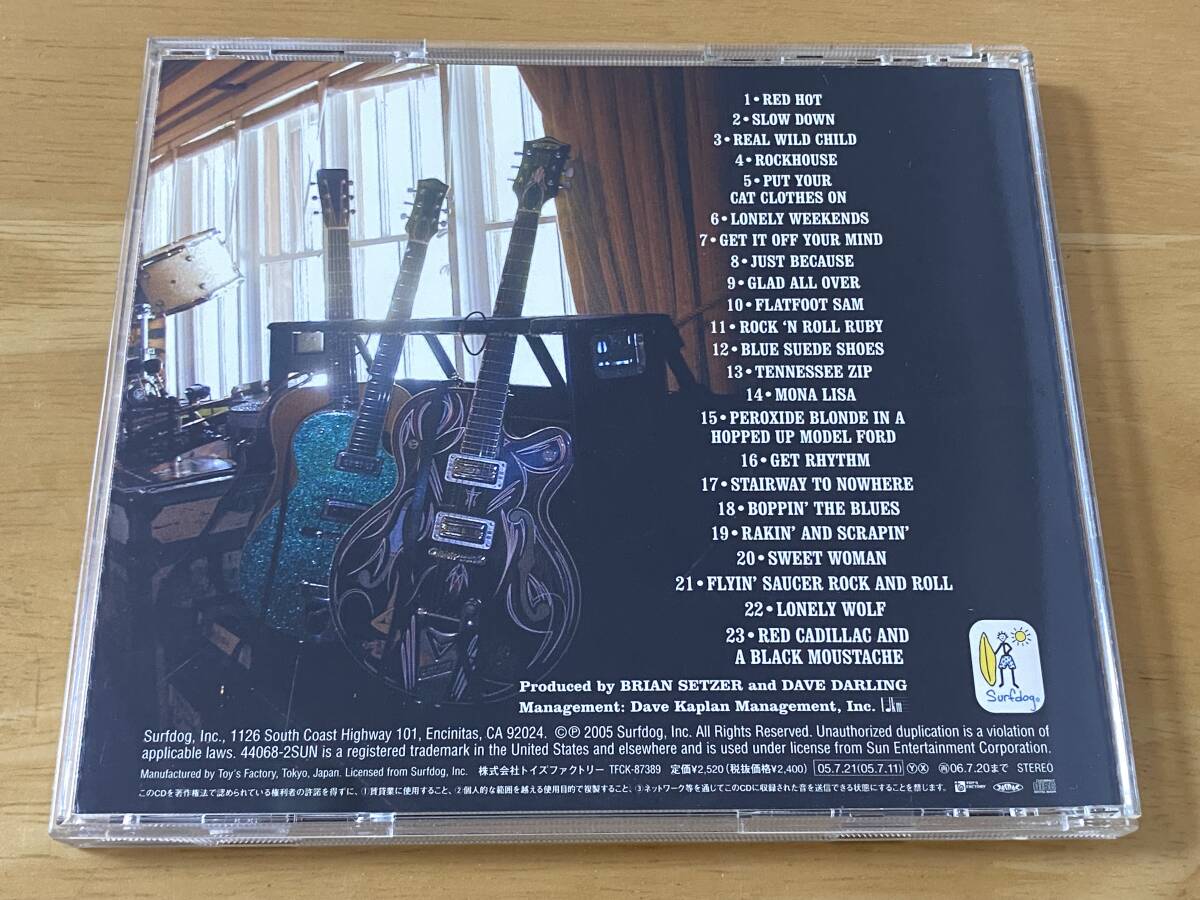 1•RED HOT
2•SLOW DOWN
3•REAL WILD CHILD
4•ROCKHOUSE
5•PUT YOUR
CAT CLOTHES ON
6•LONELY WEEKENDS
7•GET IT OFF YOUR MIND
8•JUST BECAUSE
9•GLAD ALL OVER
10•FLATFOOT SAM
11•ROCK ‘N ROLL RUBY
12•BLUE SUEDE SHOES
13•TENNESSEE ZIP
14•MONA LISA
15•PEROXIDE BLONDE IN A
HOPPED UP MODEL FORD
16•GET RHYTHM
17•STAIRWAY TO NOWHERE
18•BOPPIN’ THE BLUES
19•RAKIN’ AND SCRAPIN’
20•SWEET WOMAN
21•FLYIN’ SAUCER ROCK AND ROLL
22•LONELY WOLF
23•RED CADILLAC AND
A BLACK MOUSTACHE
Surfdog®
Produced by BRIAN SETZER and DAVE DARLING
Management: Dave Kaplan Management, Inc.
Surfdog, Inc., 1126 South Coast Highway 101, Encinitas, CA 92024. ©Ⓟ 2005 Surfdog, Inc. All Rights Reserved. Unauthorized duplication is a violation of
applicable laws. 44068-2SUN is a registered trademark in the United States and elsewhere and is used under license from Sun Entertainment Corporation.
Manufactured by Toy's Factory, Tokyo, Japan. Licensed from Surfdog, Inc. 株式会社トイズファクトリー TFCK-87389 定価¥2,520(税抜価格¥2,400) 05.7.21(05.7.11) Ⓨ Ⓧ ㊢06.7.20まで STEREO
このCDを著作権法で認められている権利者の許諾を得ずに、①賃貸業に使用すること、②個人的な範囲を越える使用目的で複製すること、③ネットワーク等を通じてこのCDに収録された音を送信できる状態にすることを禁じます。 TOY'S FACTORY